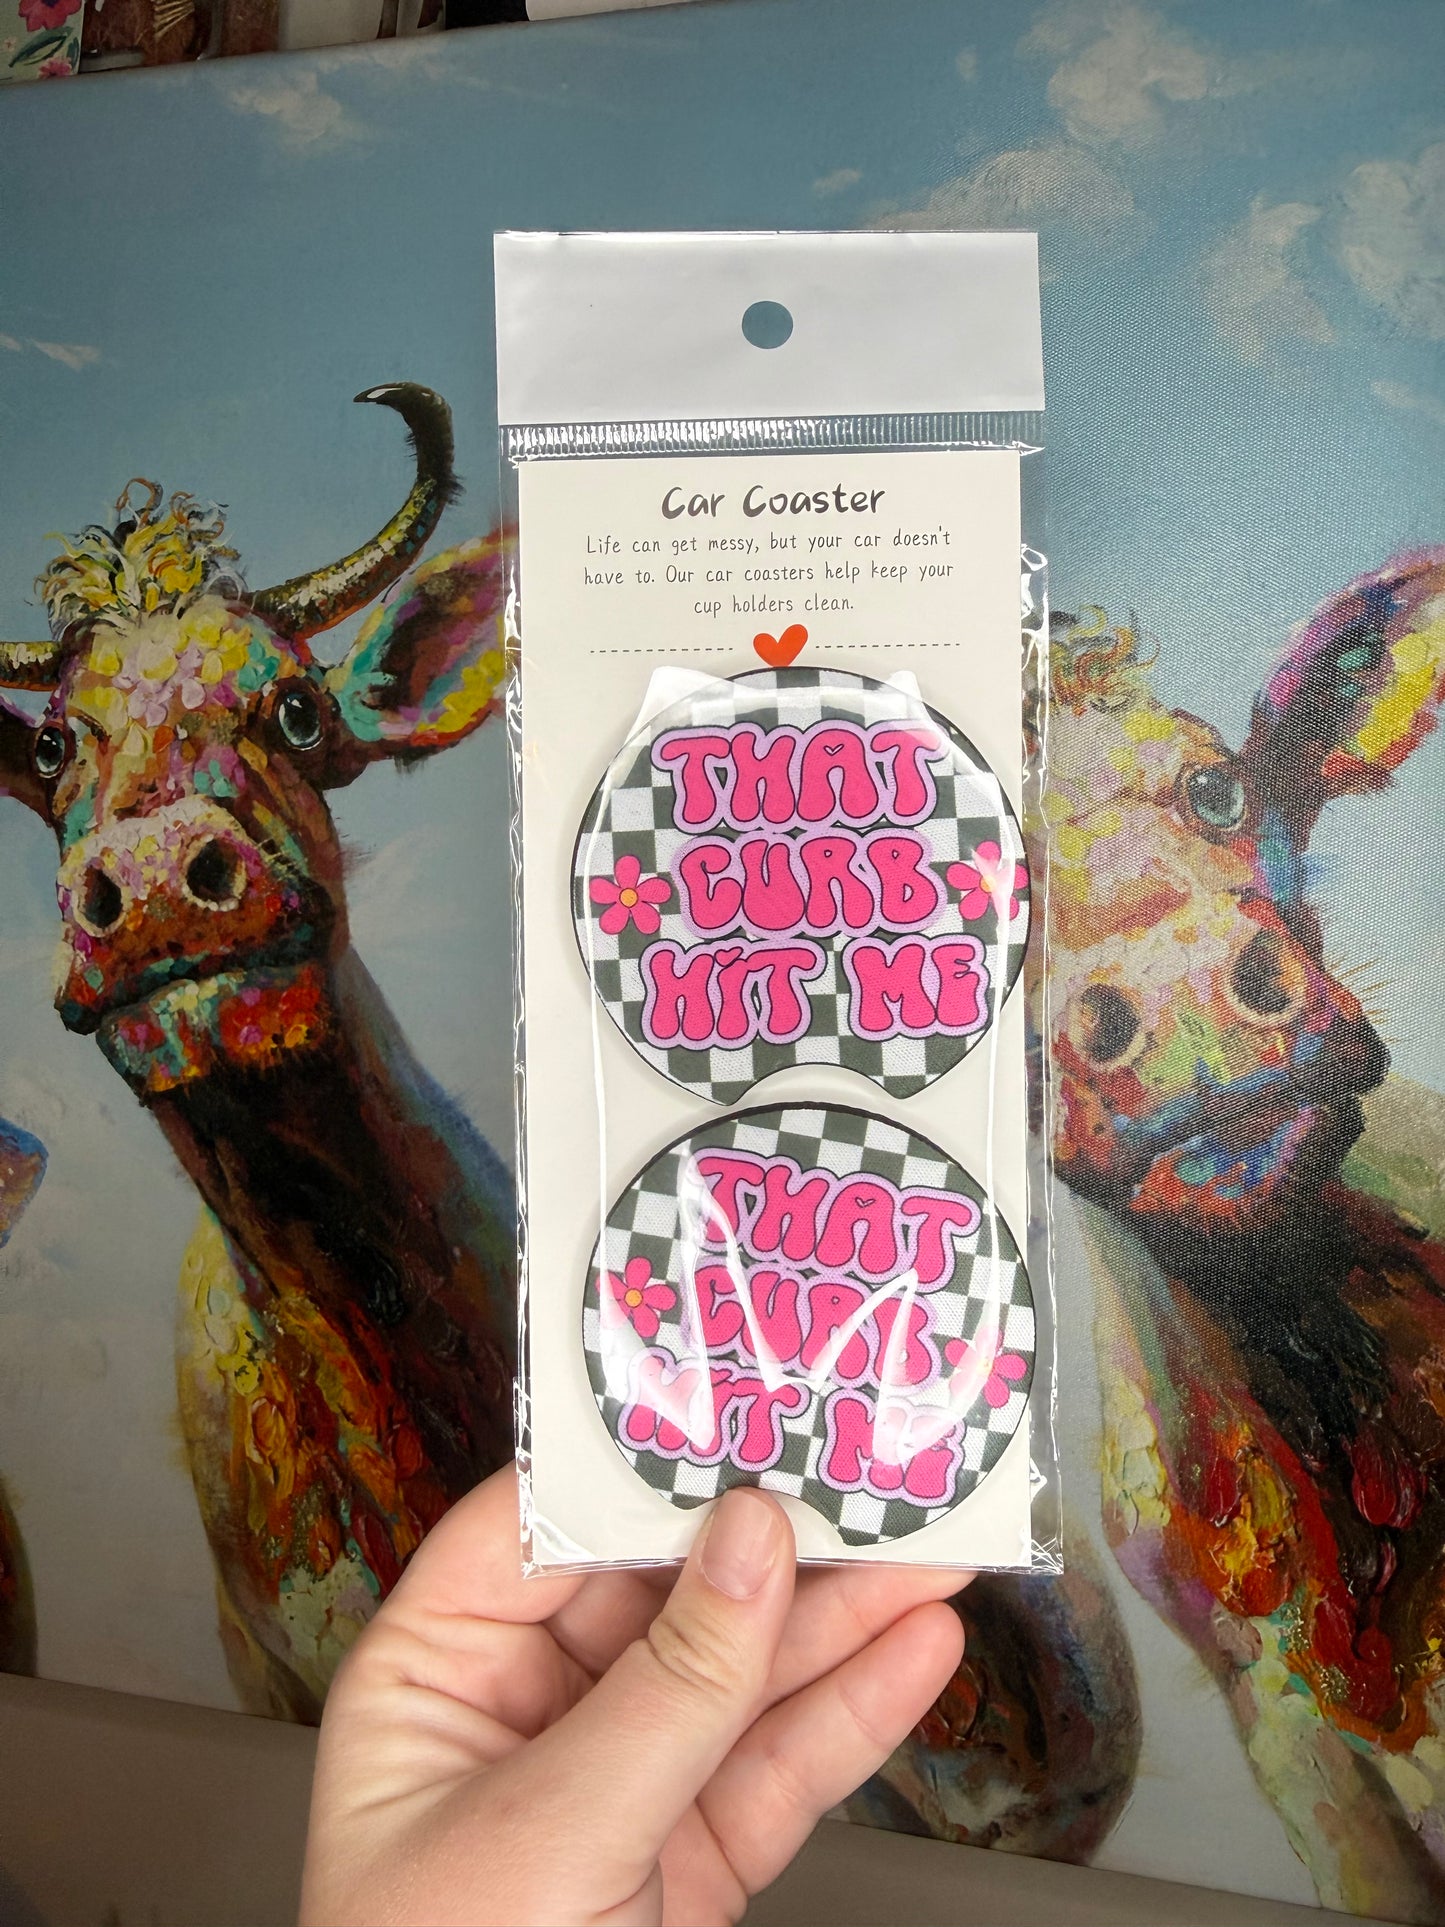 Car Coaster
Life can get messy, but your car doesn't
have to. Our car coasters help keep your
cup holders clean.
THAT
CURB
HIT ME
THAT
CURB
HIT ME